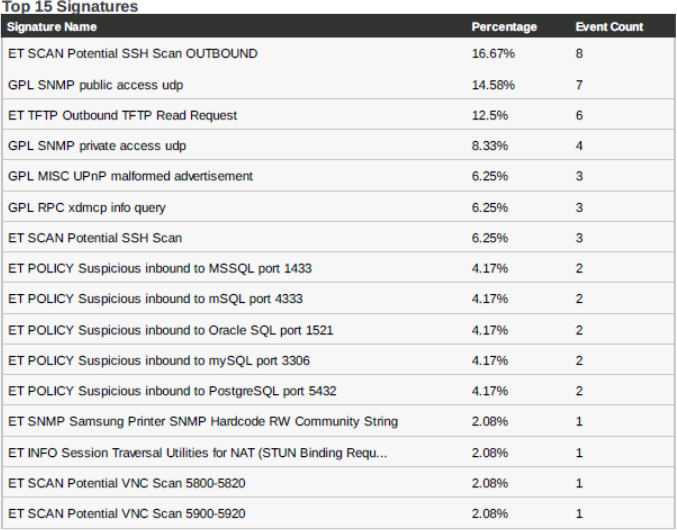 Top 15 Signatures
Signature Name Percentage Event Count
ET SCAN Potential SSH Scan OUTBOUND 16.67% 8
GPL SNMP public access udp 14.58% 7
ET TFTP Outbound TFTP Read Request 12.5% 6
GPL SNMP private access udp 8.33% 4
GPL MISC UPnP malformed advertisement 6.25% 3
GPL RPC xdmcp info query 6.25% 3
ET SCAN Potential SSH Scan 6.25% 3
ET POLICY Suspicious inbound to MSSQL port 1433 4.17% 2
ET POLICY Suspicious inbound to mSQL port 4333 4.17% 2
ET POLICY Suspicious inbound to Oracle SQL port 1521 4.17% 2
ET POLICY Suspicious inbound to mySQL port 3306 4.17% 2
ET POLICY Suspicious inbound to PostgreSQL port 5432 4.17% 2
ET SNMP Samsung Printer SNMP Hardcode RW Community String 2.08% 1
ET INFO Session Traversal Utilities for NAT (STUN Binding Requ... 2.08% 1
ET SCAN Potential VNC Scan 5800-5820 2.08% 1
ET SCAN Potential VNC Scan 5900-5920 2.08% 1